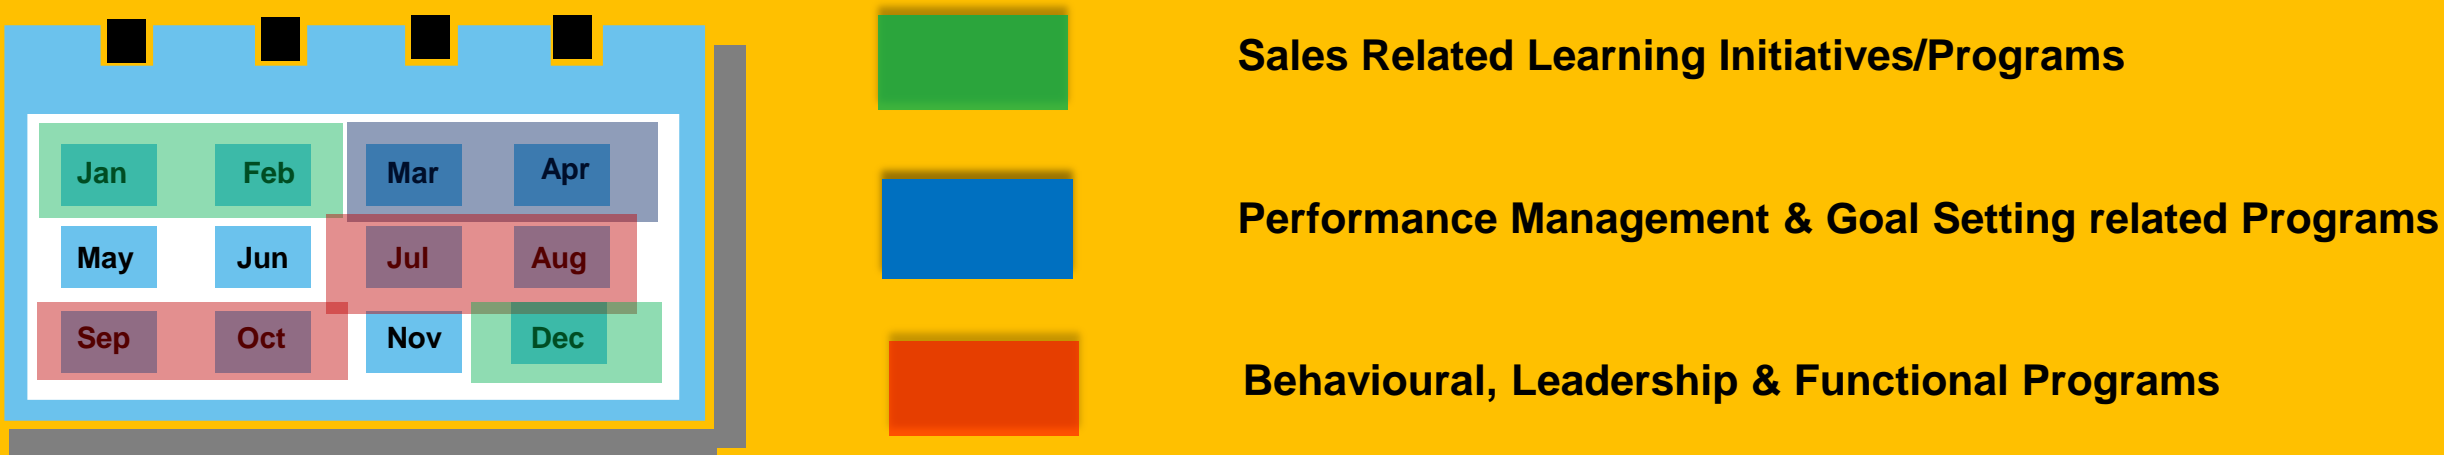 Jan Feb Mar Apr
May Jun Jul Aug
Sep Oct Nov Dec
Sales Related Learning Initiatives/Programs
Performance Management & Goal Setting related Programs
Behavioural, Leadership & Functional Programs